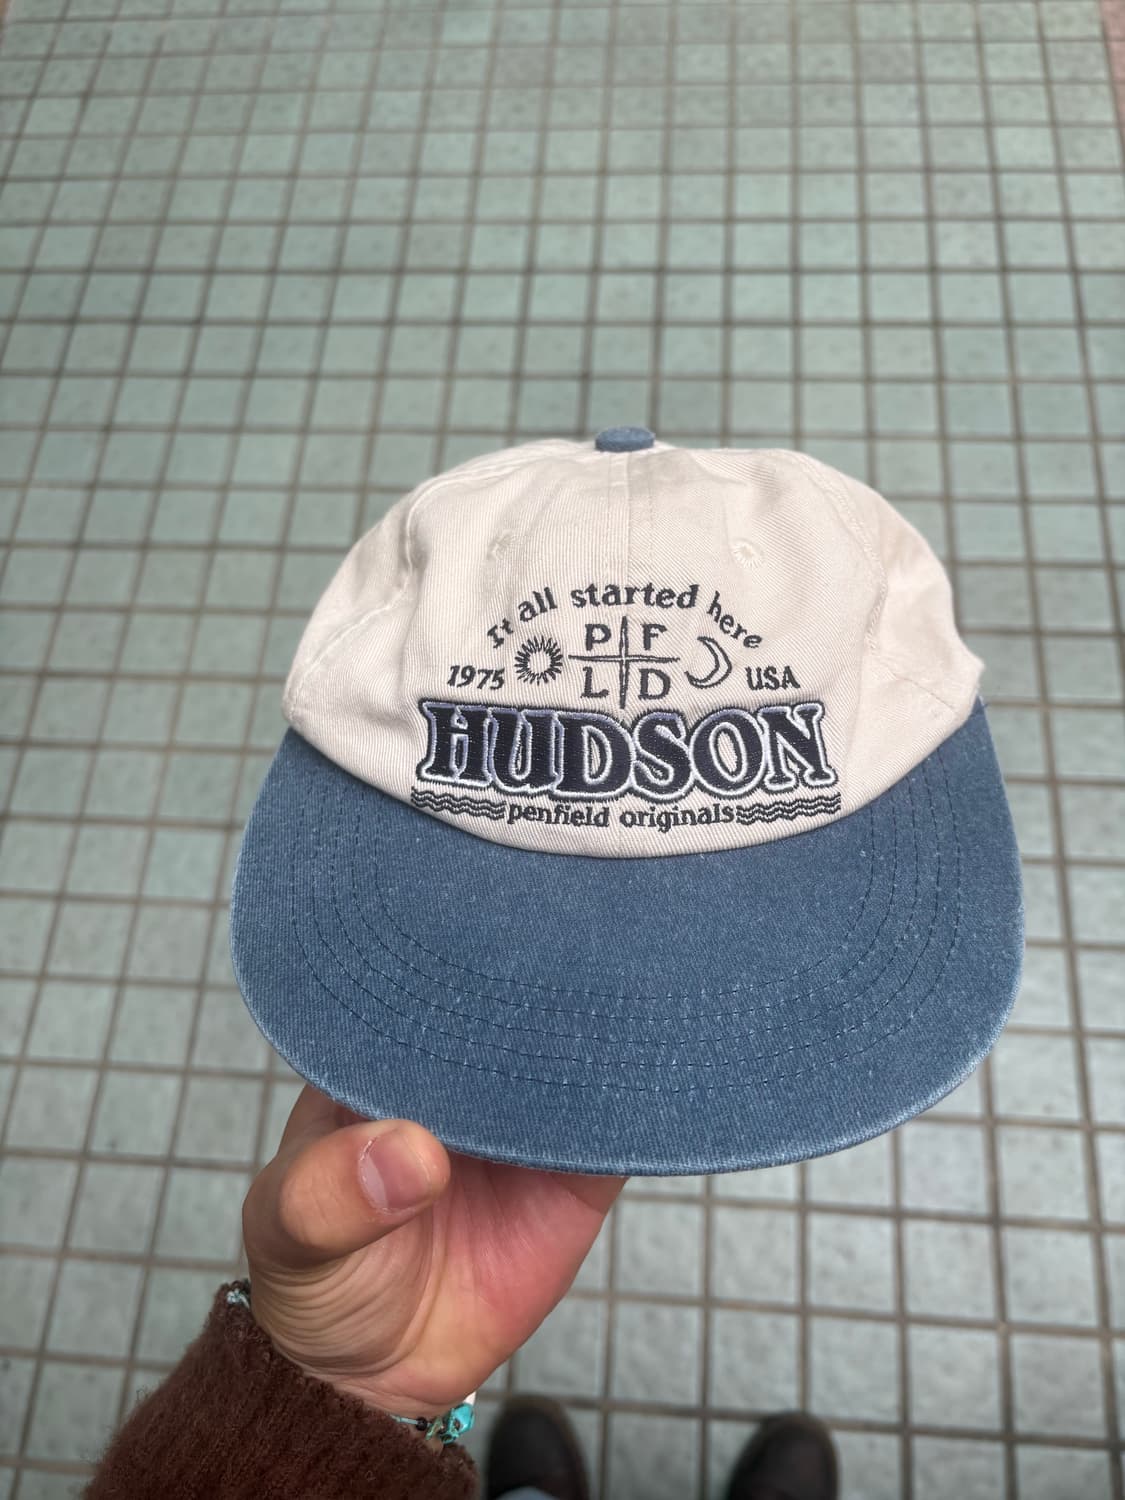 It all started here
P F
1975 USA
L D
HUDSON
penfield originals